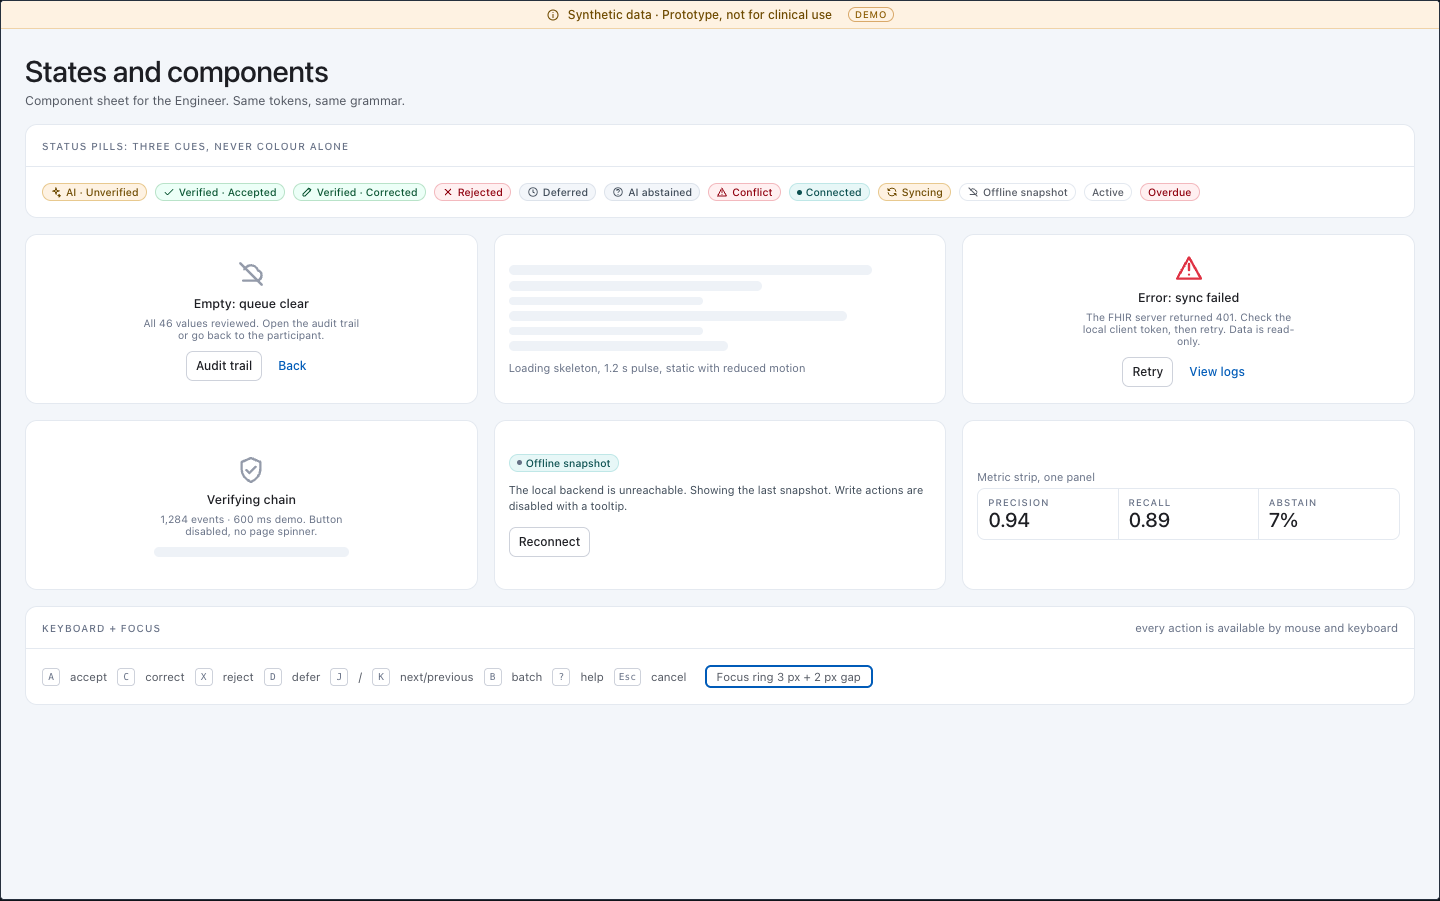 Synthetic data · Prototype, not for clinical use DEMO
States and components
Component sheet for the Engineer. Same tokens, same grammar.
STATUS PILLS: THREE CUES, NEVER COLOUR ALONE
AI · Unverified Verified · Accepted Verified · Corrected Rejected Deferred AI abstained Conflict Connected Syncing Offline snapshot Active Overdue
Empty: queue clear
All 46 values reviewed. Open the audit trail
or go back to the participant.
Audit trail Back
Loading skeleton, 1.2 s pulse, static with reduced motion
Error: sync failed
The FHIR server returned 401. Check the
local client token, then retry. Data is read-
only.
Retry View logs
Verifying chain
1,284 events · 600 ms demo. Button
disabled, no page spinner.
Offline snapshot
The local backend is unreachable. Showing the last snapshot. Write actions are
disabled with a tooltip.
Reconnect
Metric strip, one panel
PRECISION RECALL ABSTAIN
0.94 0.89 7%
KEYBOARD + FOCUS every action is available by mouse and keyboard
A accept C correct X reject D defer J / K next/previous B batch ? help Esc cancel Focus ring 3 px + 2 px gap